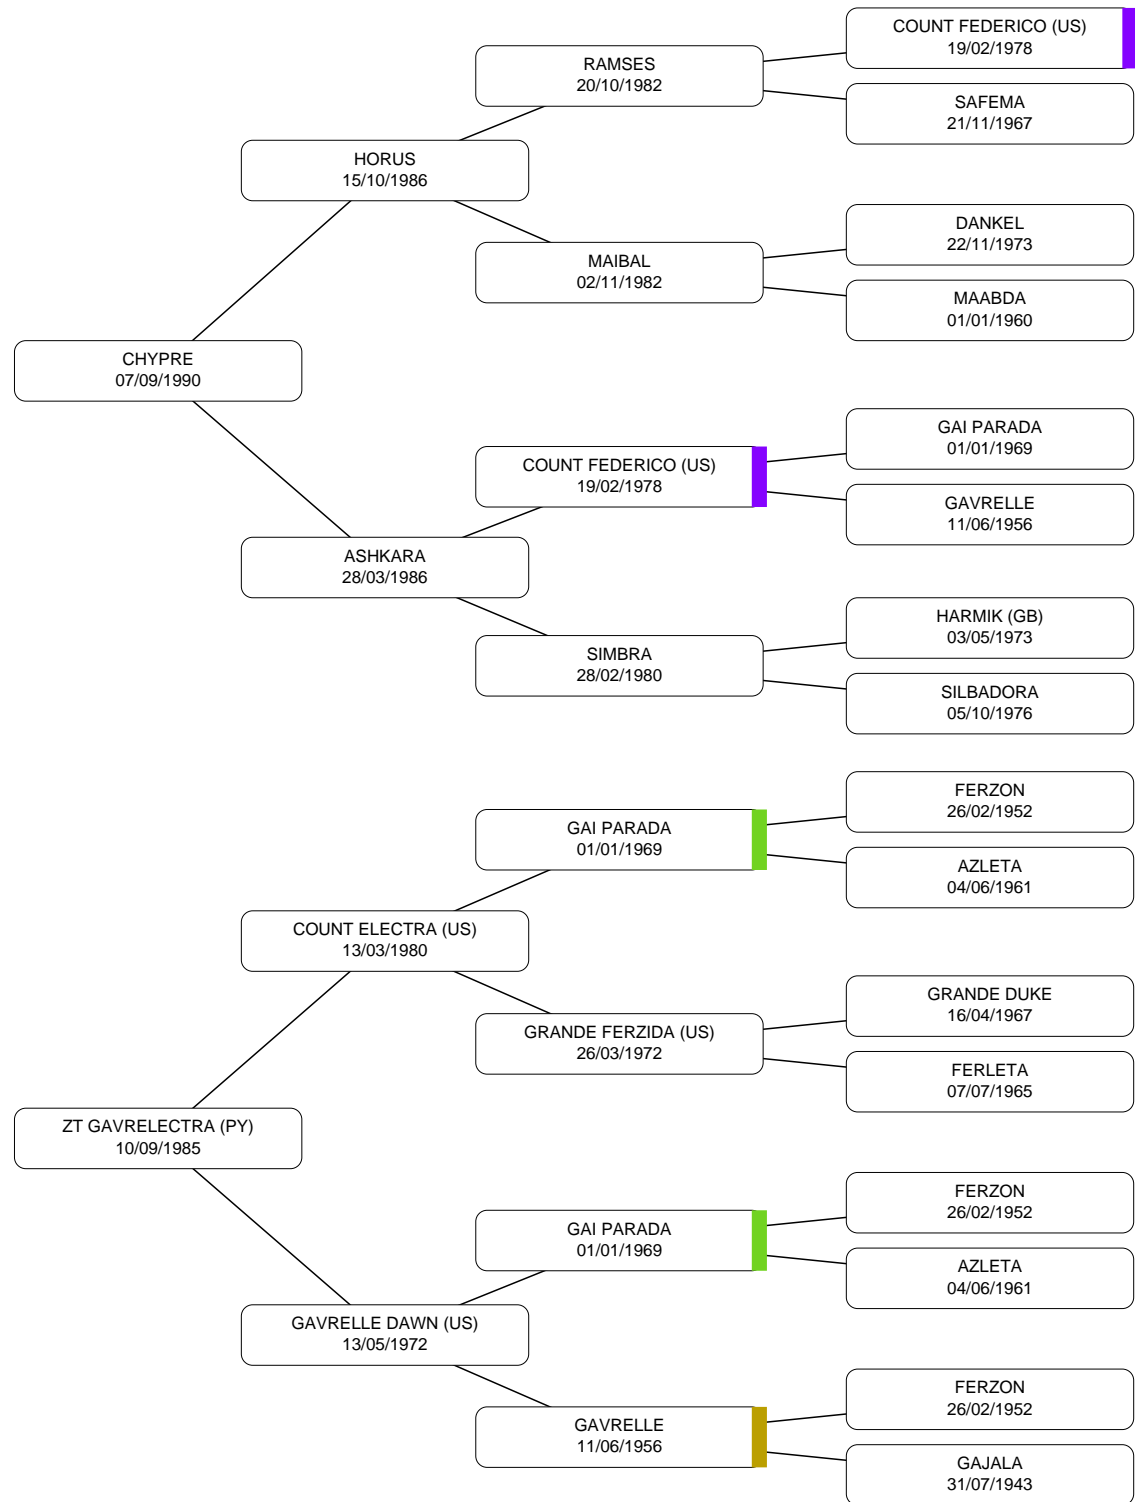 COUNT FEDERICO (US)
19/02/1978
RAMSES
20/10/1982
SAFEMA
21/11/1967
HORUS
15/10/1986
DANKEL
22/11/1973
MAIBAL
02/11/1982
MAABDA
01/01/1960
CHYPRE
07/09/1990
GAI PARADA
01/01/1969
COUNT FEDERICO (US)
19/02/1978
GAVRELLE
11/06/1956
ASHKARA
28/03/1986
HARMIK (GB)
03/05/1973
SIMBRA
28/02/1980
SILBADORA
05/10/1976
FERZON
26/02/1952
GAI PARADA
01/01/1969
AZLETA
04/06/1961
COUNT ELECTRA (US)
13/03/1980
GRANDE DUKE
16/04/1967
GRANDE FERZIDA (US)
26/03/1972
FERLETA
07/07/1965
ZT GAVRELECTRA (PY)
10/09/1985
FERZON
26/02/1952
GAI PARADA
01/01/1969
AZLETA
04/06/1961
GAVRELLE DAWN (US)
13/05/1972
FERZON
26/02/1952
GAVRELLE
11/06/1956
GAJALA
31/07/1943